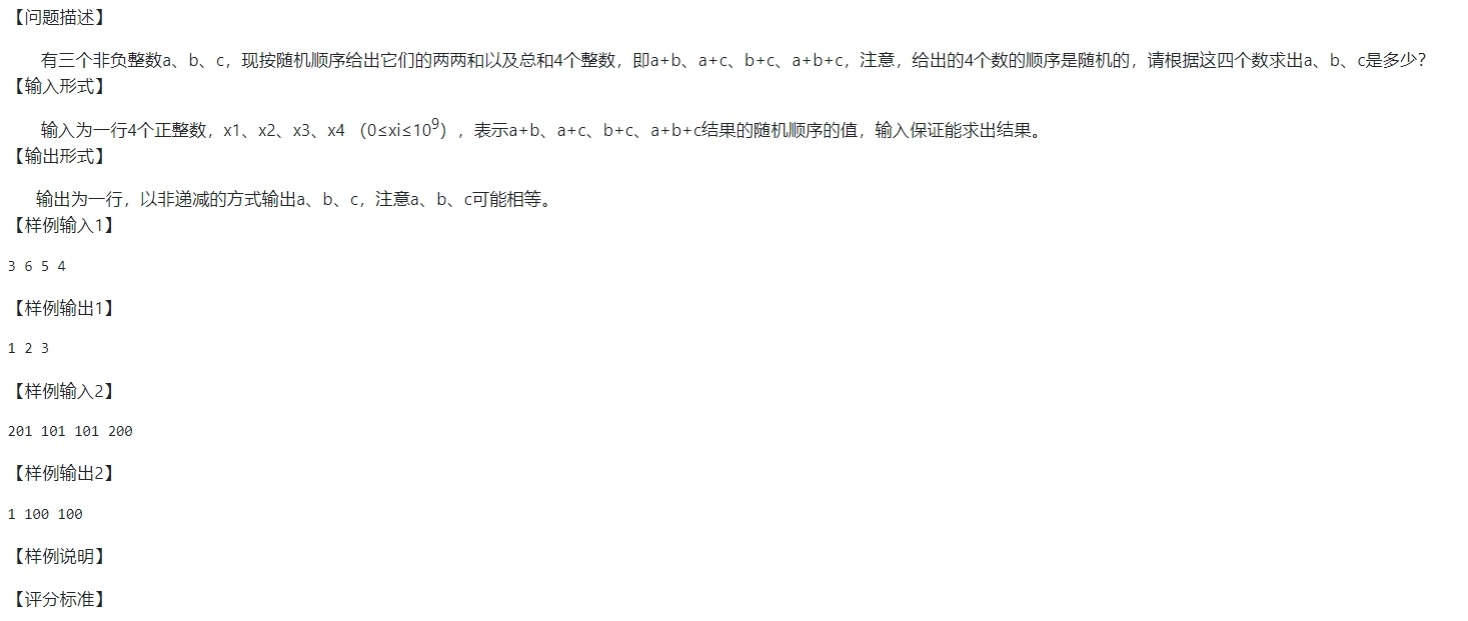 【问题描述】
有三个非负整数a、b、c，现按随机顺序给出它们的两两和以及总和4个整数，即a+b、a+c、b+c、a+b+c，注意，给出的4个数的顺序是随机的，请根据这四个数求出a、b、c是多少？
【输入形式】
输入为一行4个正整数，x1、x2、x3、x4 （0≤xi≤10⁹），表示a+b、a+c、b+c、a+b+c结果的随机顺序的值，输入保证能求出结果。
【输出形式】
输出为一行，以非递减的方式输出a、b、c，注意a、b、c可能相等。
【样例输入1】
3 6 5 4
【样例输出1】
1 2 3
【样例输入2】
201 101 101 200
【样例输出2】
1 100 100
【样例说明】
【评分标准】